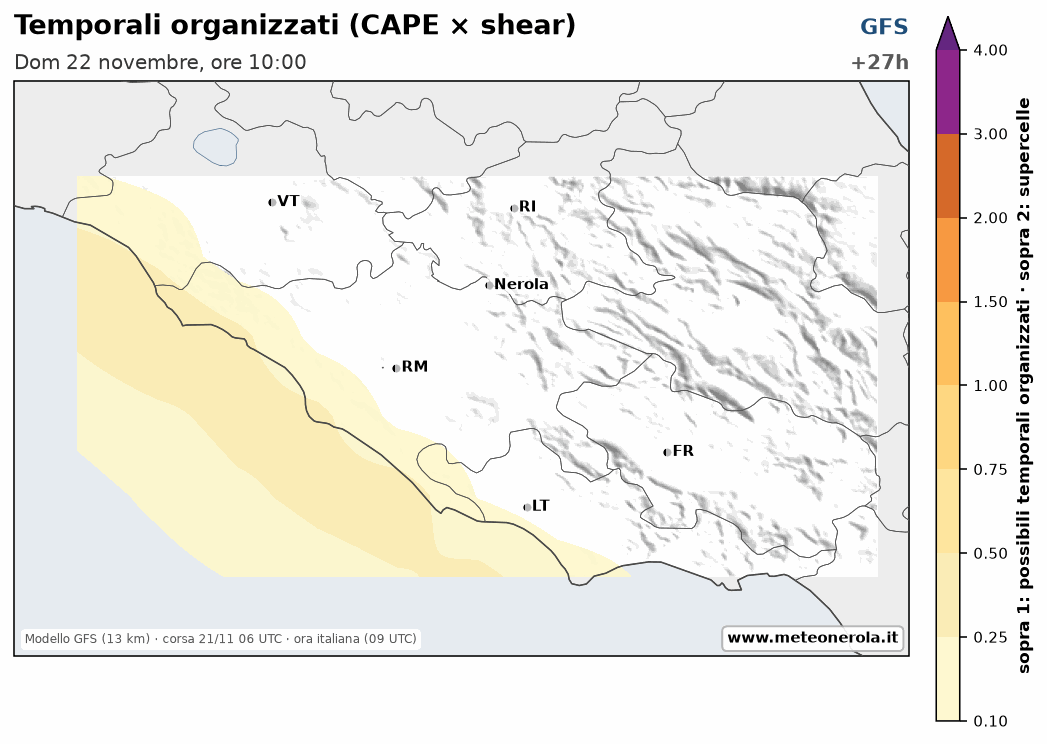 Temporali organizzati (CAPE × shear)
GFS
Dom 22 novembre, ore 10:00
+27h
VT
RI
Nerola
RM
FR
LT
Modello GFS (13 km) · corsa 21/11 06 UTC · ora italiana (09 UTC)
www.meteonerola.it
4.00
3.00
2.00
1.50
1.00
0.75
0.50
0.25
0.10
sopra 1: possibili temporali organizzati · sopra 2: supercelle